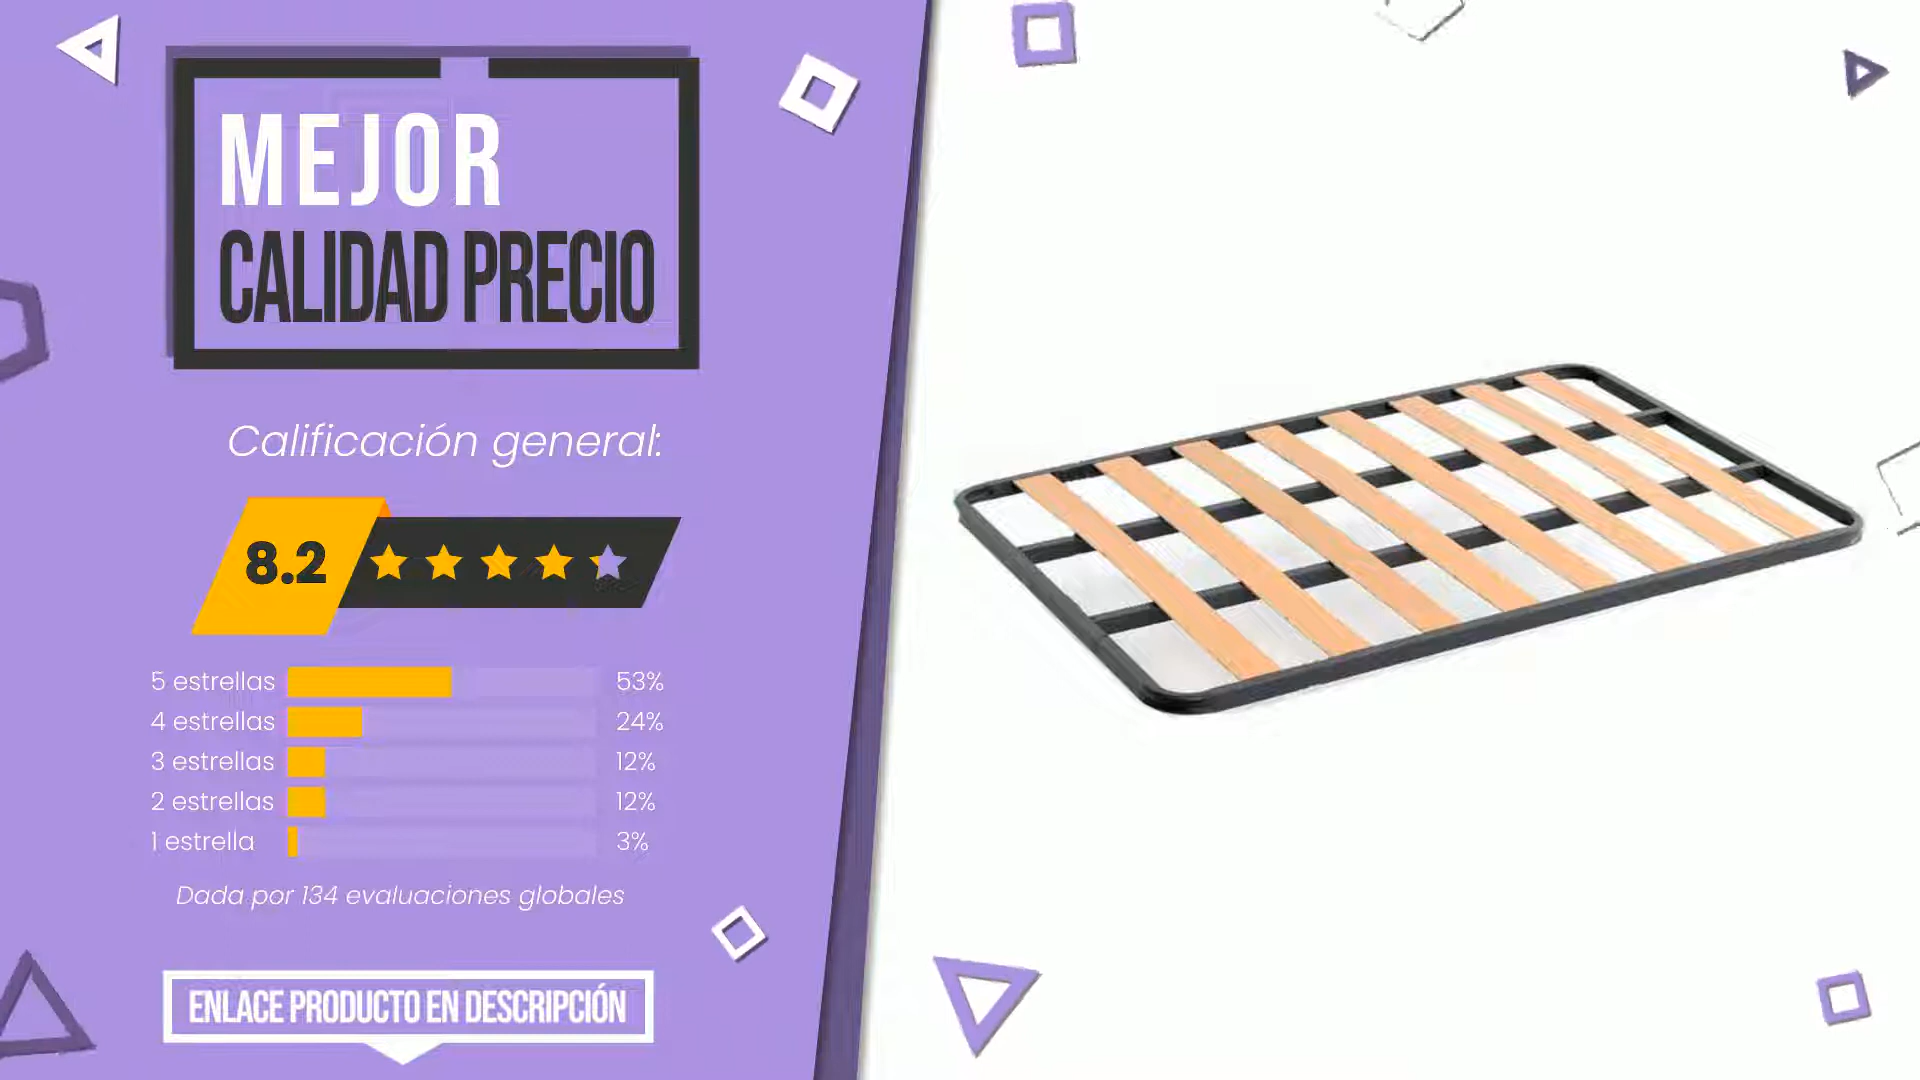 MEJOR
CALIDAD PRECIO
Calificación general:
8.2
5 estrellas 53%
4 estrellas 24%
3 estrellas 12%
2 estrellas 12%
1 estrella 3%
Dada por 134 evaluaciones globales
ENLACE PRODUCTO EN DESCRIPCIÓN